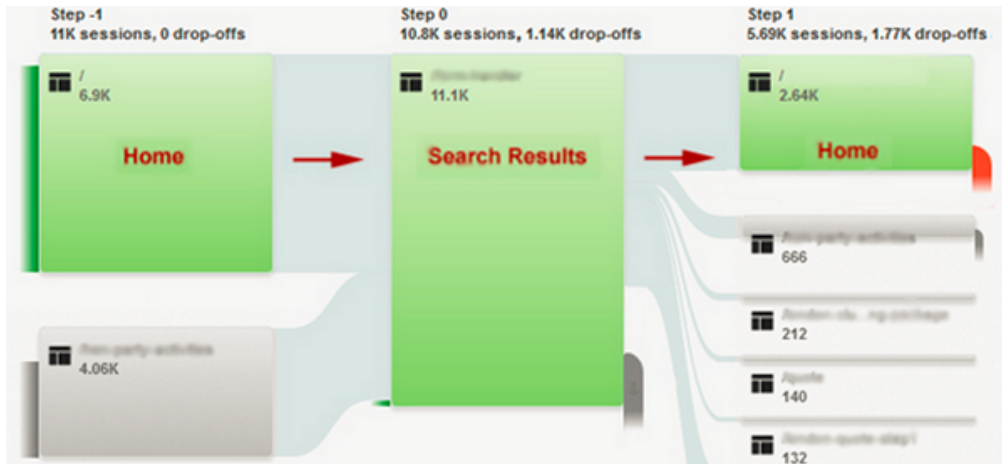 Step -1
11K sessions, 0 drop-offs
/
6.9K
Home
4.06K
Step 0
10.8K sessions, 1.14K drop-offs
11.1K
Search Results
Step 1
5.69K sessions, 1.77K drop-offs
/
2.64K
Home
666
212
/quote
140
132